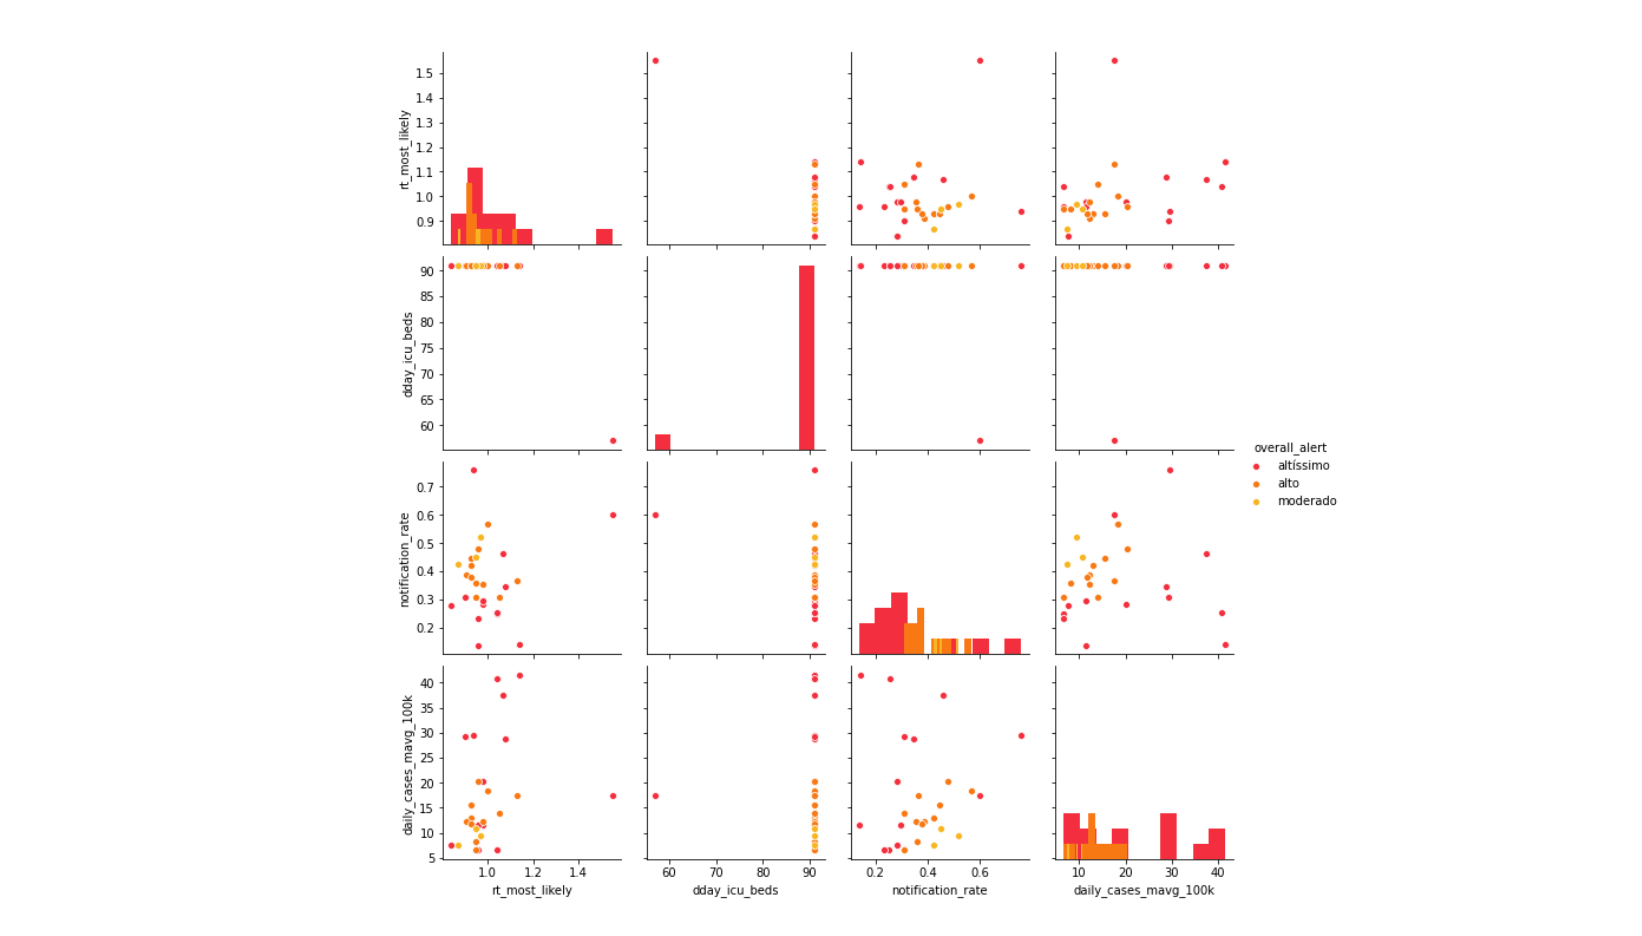 rt_most_likely
1.5
1.4
1.3
1.2
1.1
1.0
0.9
dday_icu_beds
90
85
80
75
70
65
60
notification_rate
0.7
0.6
0.5
0.4
0.3
0.2
daily_cases_mavg_100k
40
35
30
25
20
15
10
5
1.0 1.2 1.4
rt_most_likely
60 70 80 90
dday_icu_beds
0.2 0.4 0.6
notification_rate
10 20 30 40
daily_cases_mavg_100k
overall_alert
altíssimo
alto
moderado